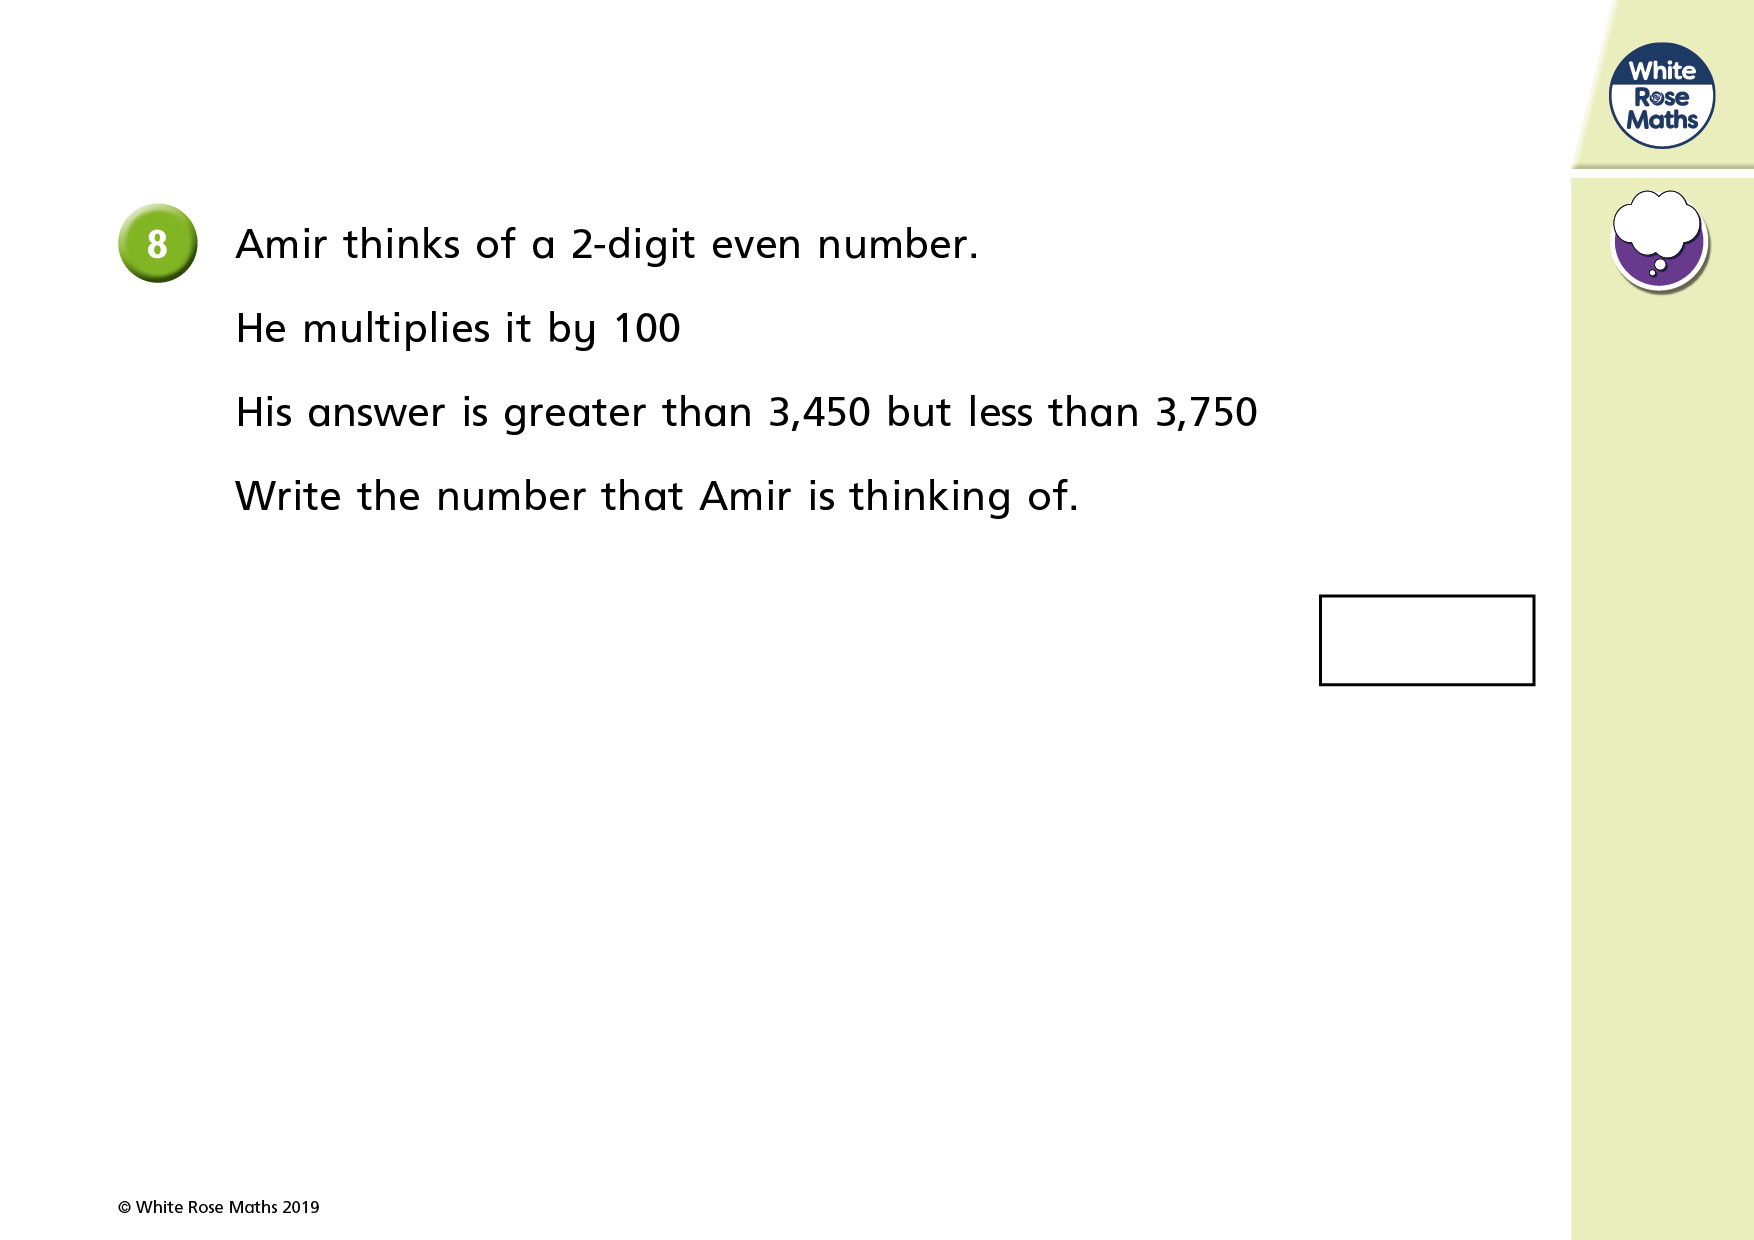 White
Rose
Maths
8 Amir thinks of a 2-digit even number.
He multiplies it by 100
His answer is greater than 3,450 but less than 3,750
Write the number that Amir is thinking of.
© White Rose Maths 2019